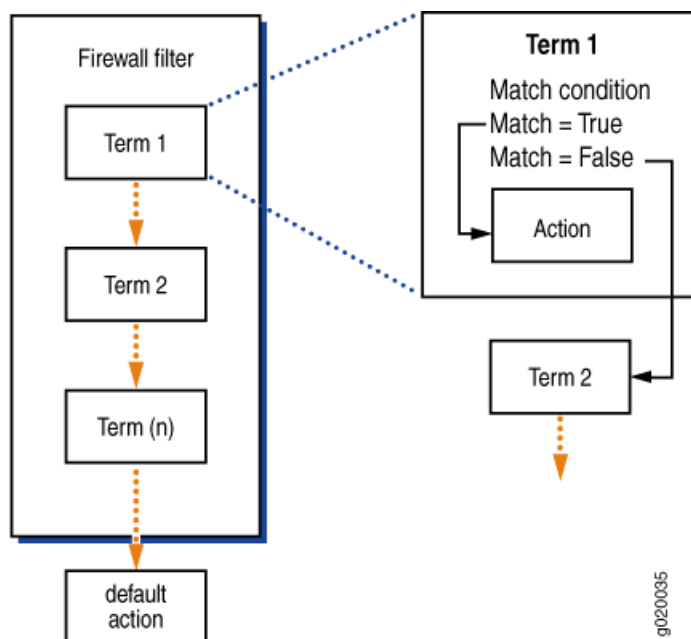 Firewall filter
Term 1
Term 2
Term (n)
default
action
Term 1
Match condition
Match = True
Match = False
Action
Term 2
g020035